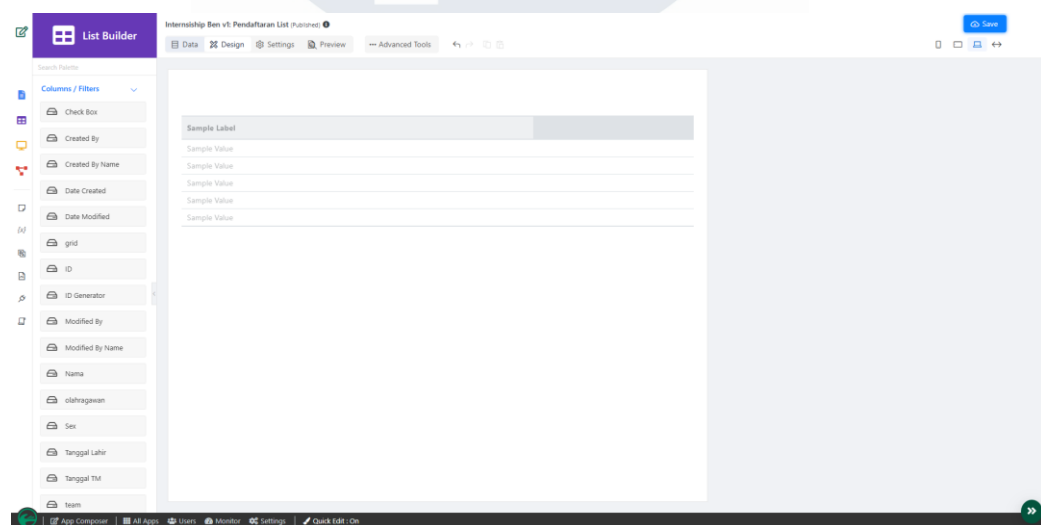 Internsiship Ben v1: Pendaftaran List (Published)
Save
List Builder
Data Design Settings Preview Advanced Tools
Search Palette
Columns / Filters
Check Box
Created By
Created By Name
Date Created
Date Modified
grid
ID
ID Generator
Modified By
Modified By Name
Nama
olahragawan
Sex
Tanggal Lahir
Tanggal TM
team
Sample Label
Sample Value
Sample Value
Sample Value
Sample Value
Sample Value
App Composer All Apps Users Monitor Settings Quick Edit : On